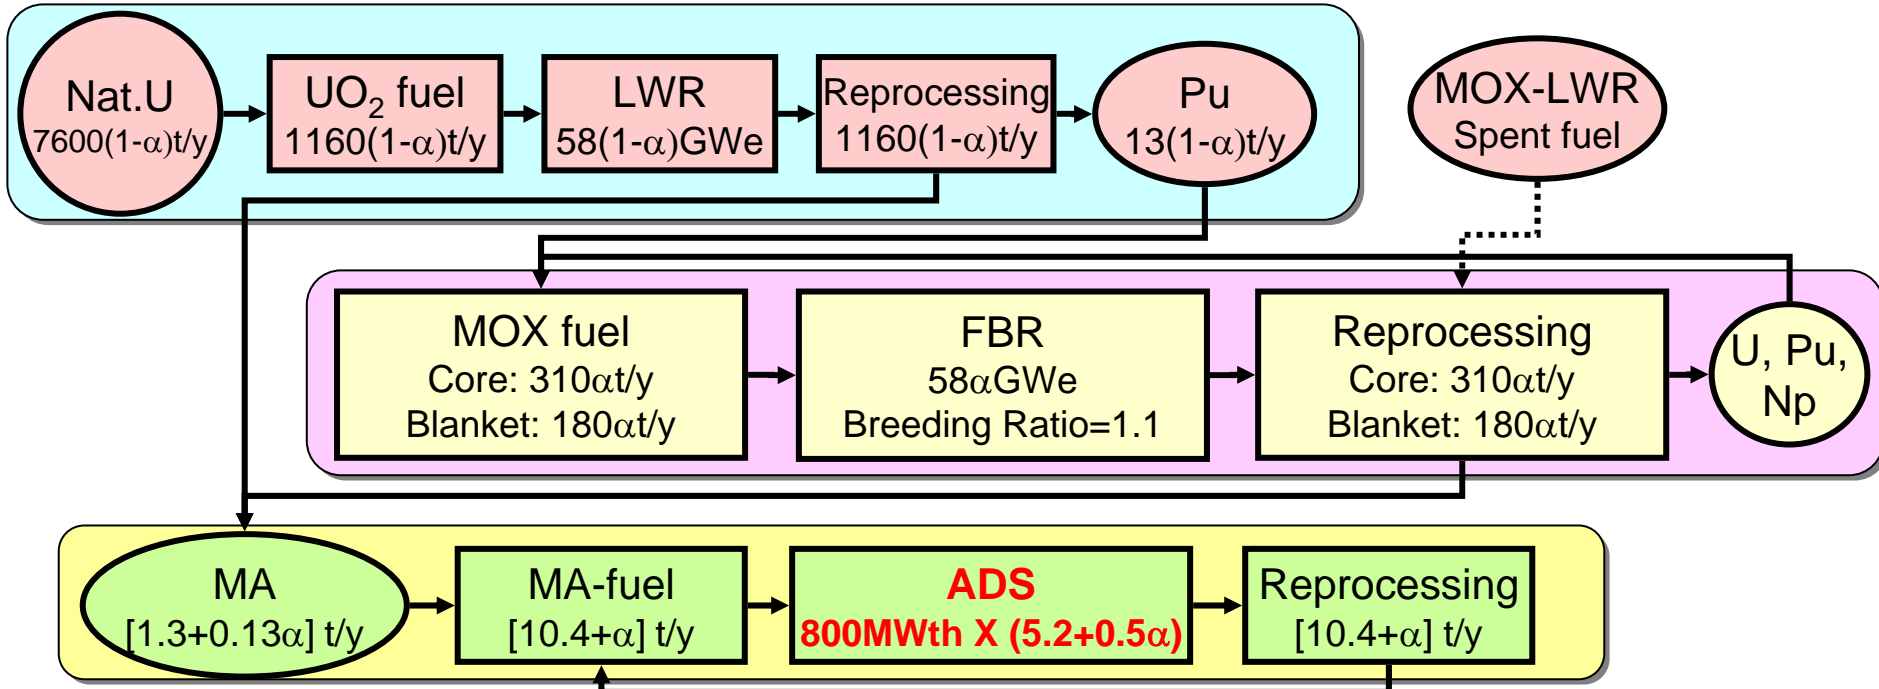 Nat.U
7600(1-α)t/y
UO₂ fuel
1160(1-α)t/y
LWR
58(1-α)GWe
Reprocessing
1160(1-α)t/y
Pu
13(1-α)t/y
MOX-LWR
Spent fuel
MOX fuel
Core: 310αt/y
Blanket: 180αt/y
FBR
58αGWe
Breeding Ratio=1.1
Reprocessing
Core: 310αt/y
Blanket: 180αt/y
U, Pu,
Np
MA
[1.3+0.13α] t/y
MA-fuel
[10.4+α] t/y
ADS
800MWth X (5.2+0.5α)
Reprocessing
[10.4+α] t/y